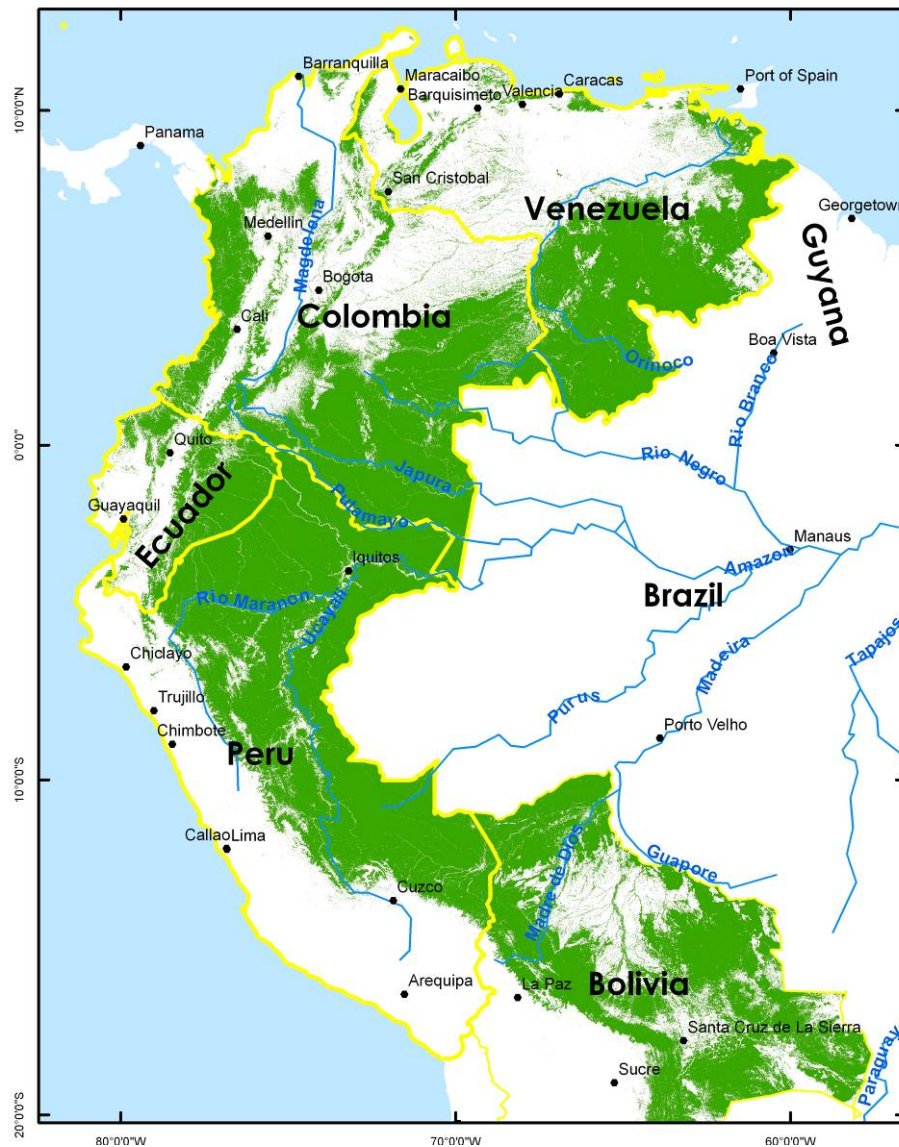 Barranquilla
Maracaibo
Caracas
Port of Spain
Barquisimeto
Valencia
10°0'0"N
Panama
San Cristobal
Venezuela
Georgetown
Magdelena
Medellin
Guyana
Bogota
Colombia
Cali
Orinoco
Boa Vista
Rio Branco
0°0'0"
Quito
Rio Negro
Japura
Putamayo
Guayaquil
Ecuador
Manaus
Iquitos
Amazon
Rio Maranon
Ucayali
Brazil
Tapajos
Chiclayo
Madeira
Trujillo
Purus
Chimbote
Porto Velho
Peru
10°0'0"S
CallaoLima
Guapore
Madre de Dios
Cuzco
Arequipa
La Paz
Bolivia
Santa Cruz de La Sierra
Paraguay
Sucre
20°0'0"S
80°0'0"W
70°0'0"W
60°0'0"W